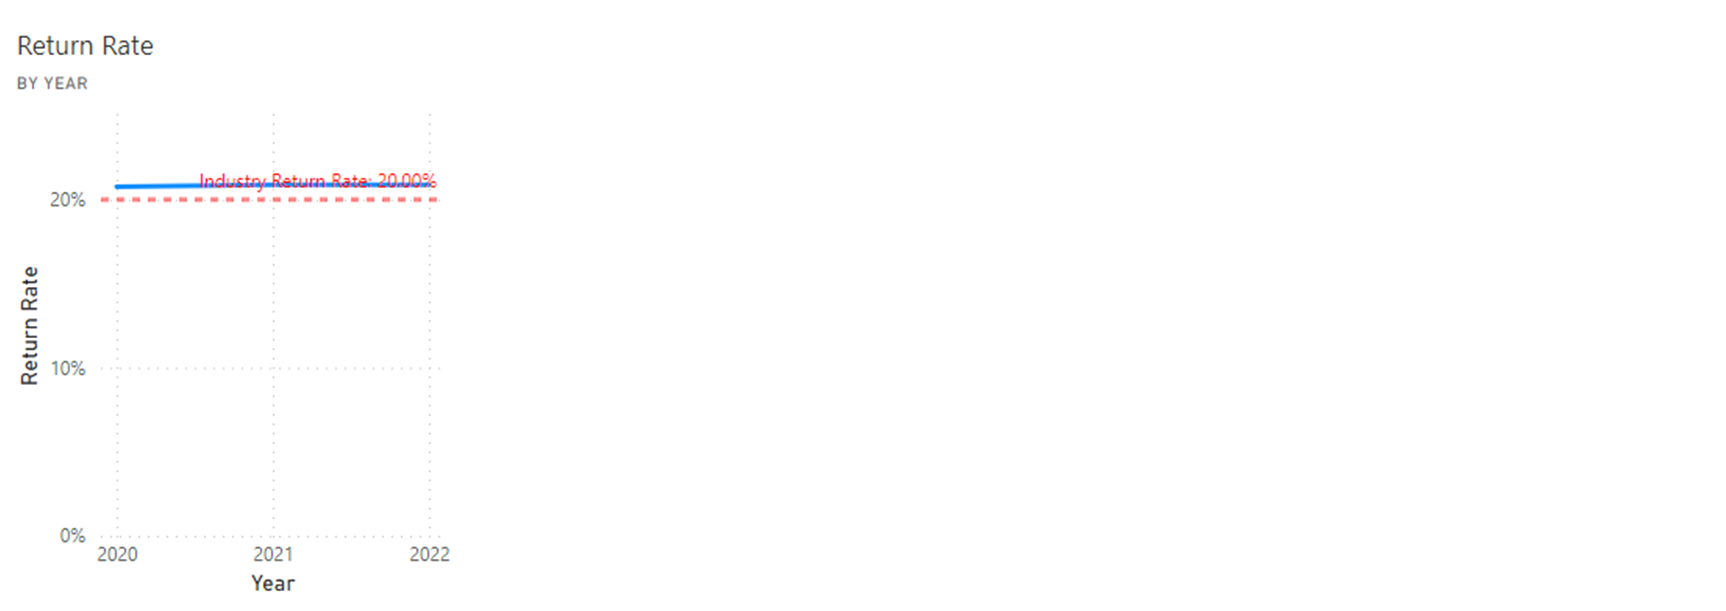 Return Rate
BY YEAR
Industry Return Rate: 20.00%
20%
Return Rate
10%
0%
2020 2021 2022
Year